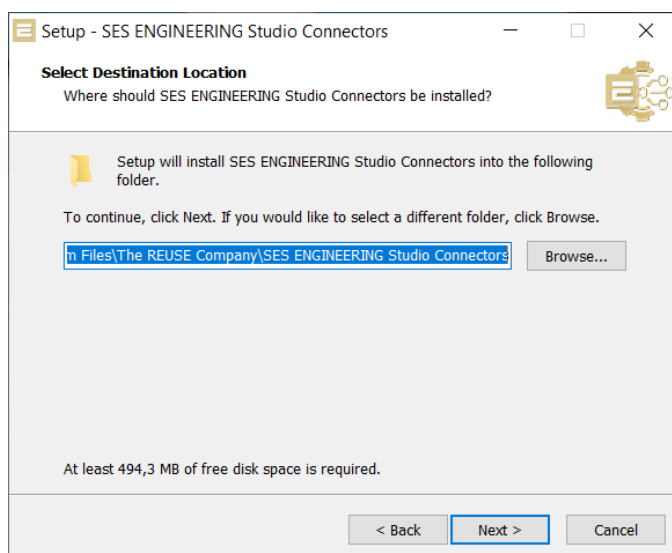 Setup - SES ENGINEERING Studio Connectors
Select Destination Location
Where should SES ENGINEERING Studio Connectors be installed?
Setup will install SES ENGINEERING Studio Connectors into the following
folder.
To continue, click Next. If you would like to select a different folder, click Browse.
m Files\The REUSE Company\SES ENGINEERING Studio Connectors
Browse...
At least 494,3 MB of free disk space is required.
< Back
Next >
Cancel